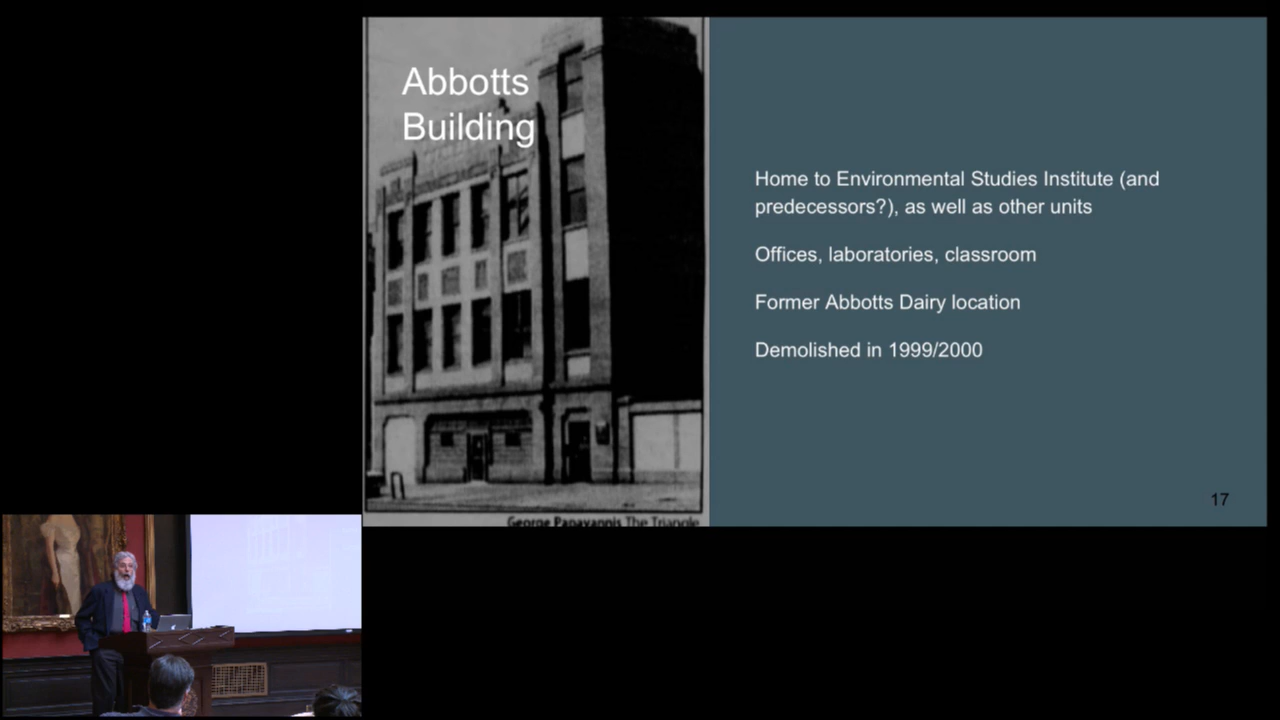 Abbotts
Building
Home to Environmental Studies Institute (and
predecessors?), as well as other units
Offices, laboratories, classroom
Former Abbotts Dairy location
Demolished in 1999/2000
17
George Papayannis The Triangle